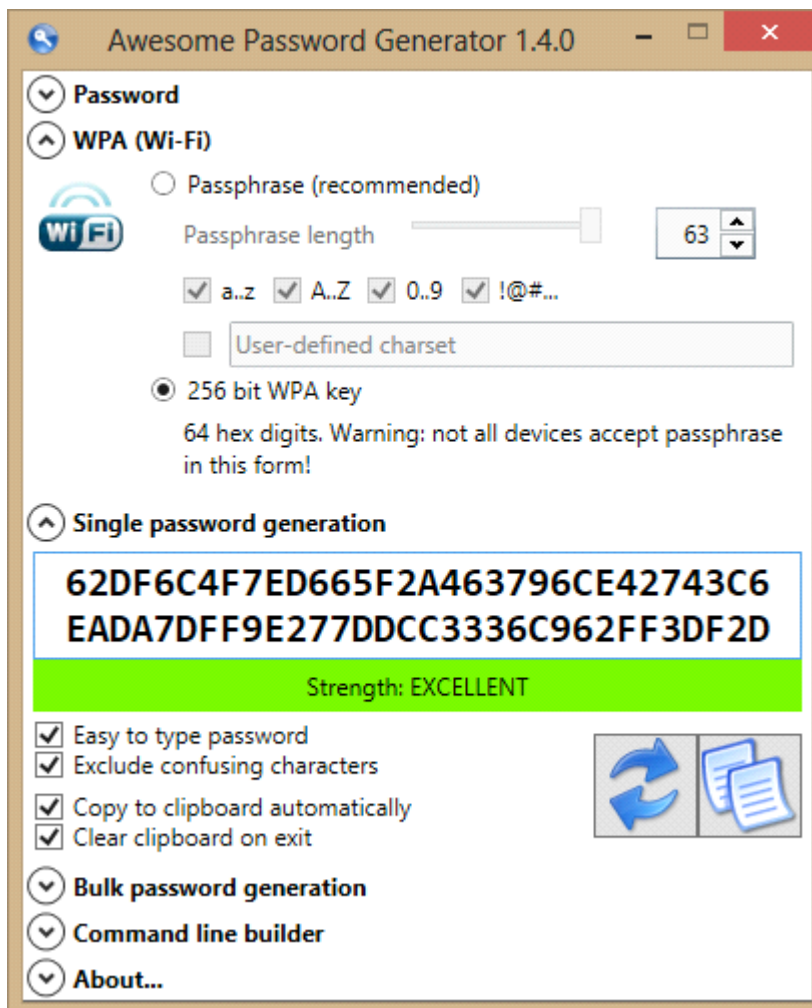 Awesome Password Generator 1.4.0
Password
WPA (Wi-Fi)
Wi Fi
Passphrase (recommended)
Passphrase length
63
a..z A..Z 0..9 !@#...
User-defined charset
256 bit WPA key
64 hex digits. Warning: not all devices accept passphrase
in this form!
Single password generation
62DF6C4F7ED665F2A463796CE42743C6
EADA7DFF9E277DDCC3336C962FF3DF2D
Strength: EXCELLENT
Easy to type password
Exclude confusing characters
Copy to clipboard automatically
Clear clipboard on exit
Bulk password generation
Command line builder
About...